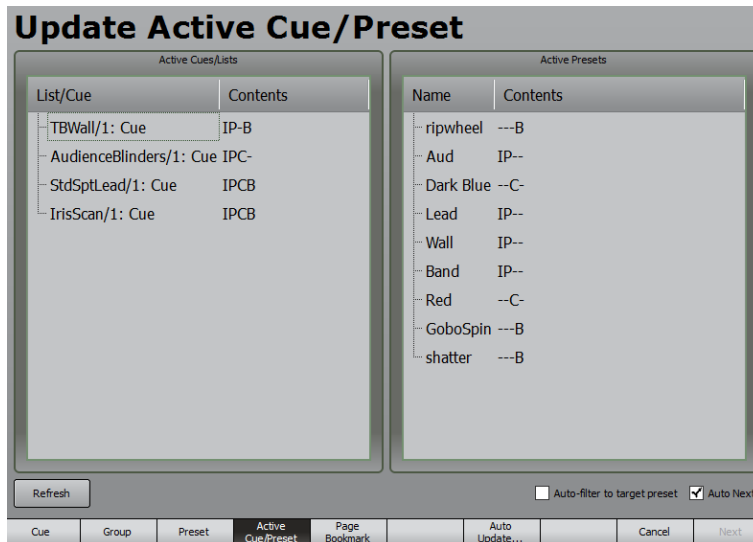 Update Active Cue/Preset
Active Cues/Lists
List/Cue Contents
TBWall/1: Cue IP-B
AudienceBlinders/1: Cue IPC-
StdSptLead/1: Cue IPCB
IrisScan/1: Cue IPCB
Active Presets
Name Contents
ripwheel ---B
Aud IP--
Dark Blue --C-
Lead IP--
Wall IP--
Band IP--
Red --C-
GoboSpin ---B
shatter ---B
Refresh Auto-filter to target preset Auto Next
Cue Group Preset Active Cue/Preset Page Bookmark Auto Update... Cancel Next